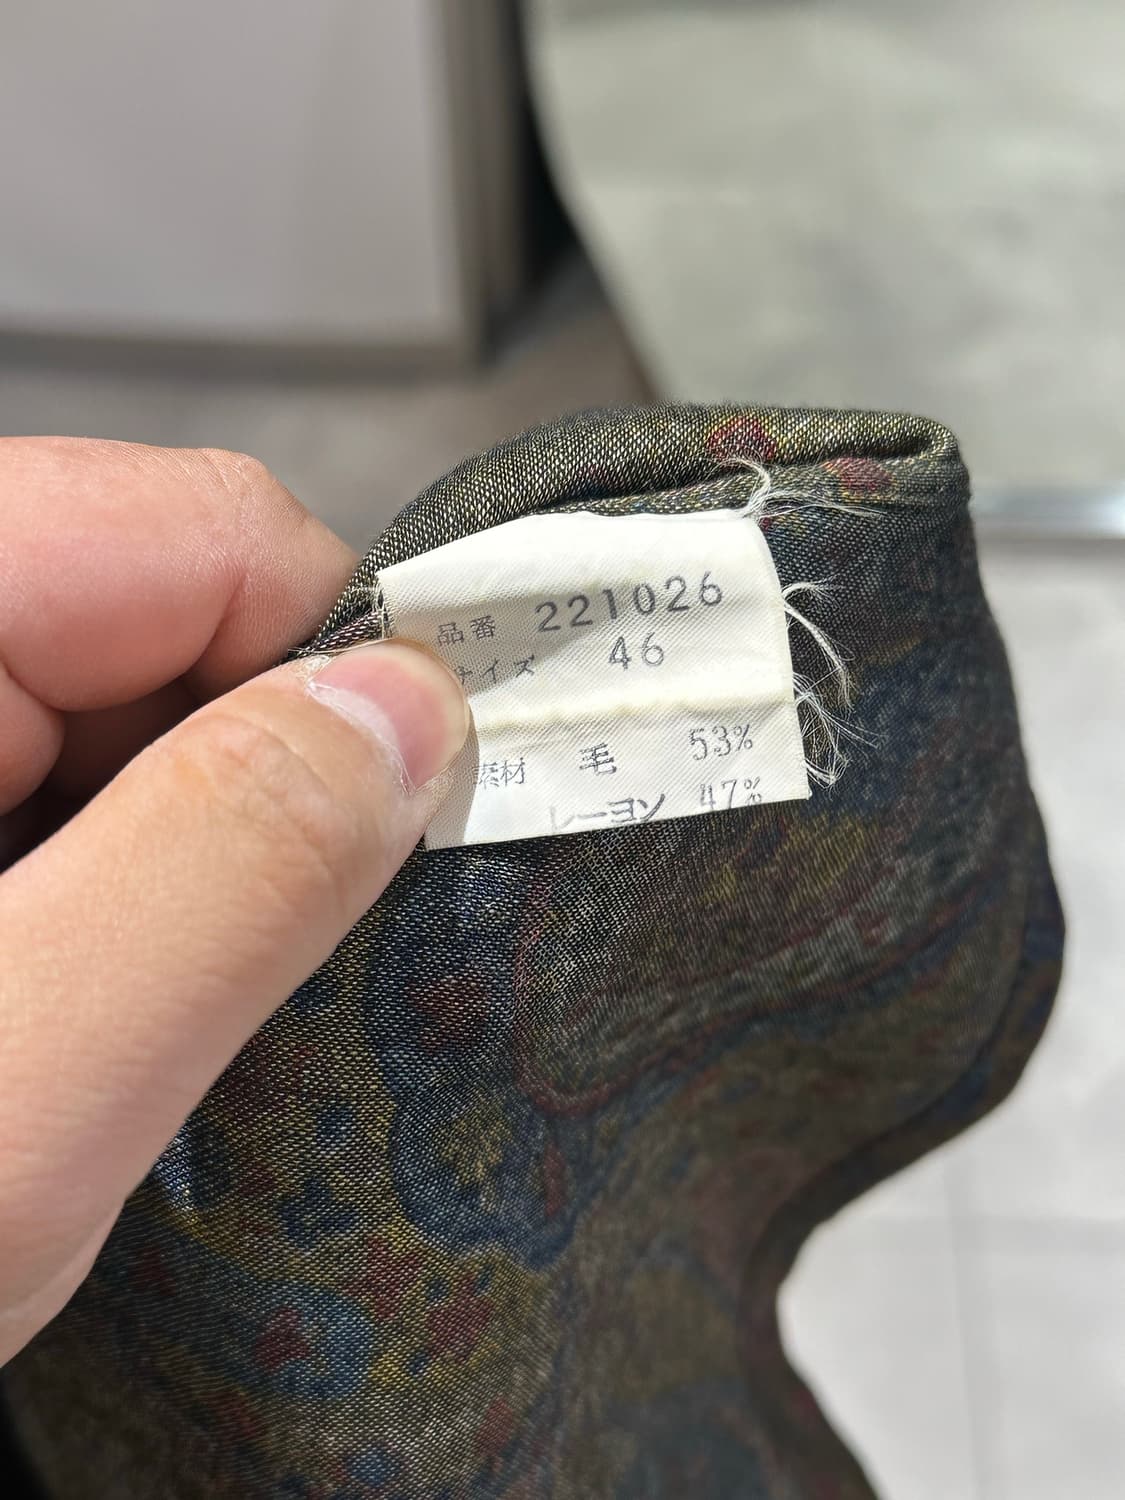 品番 221026
サイズ 46
素材 毛 53%
レーヨン 47%